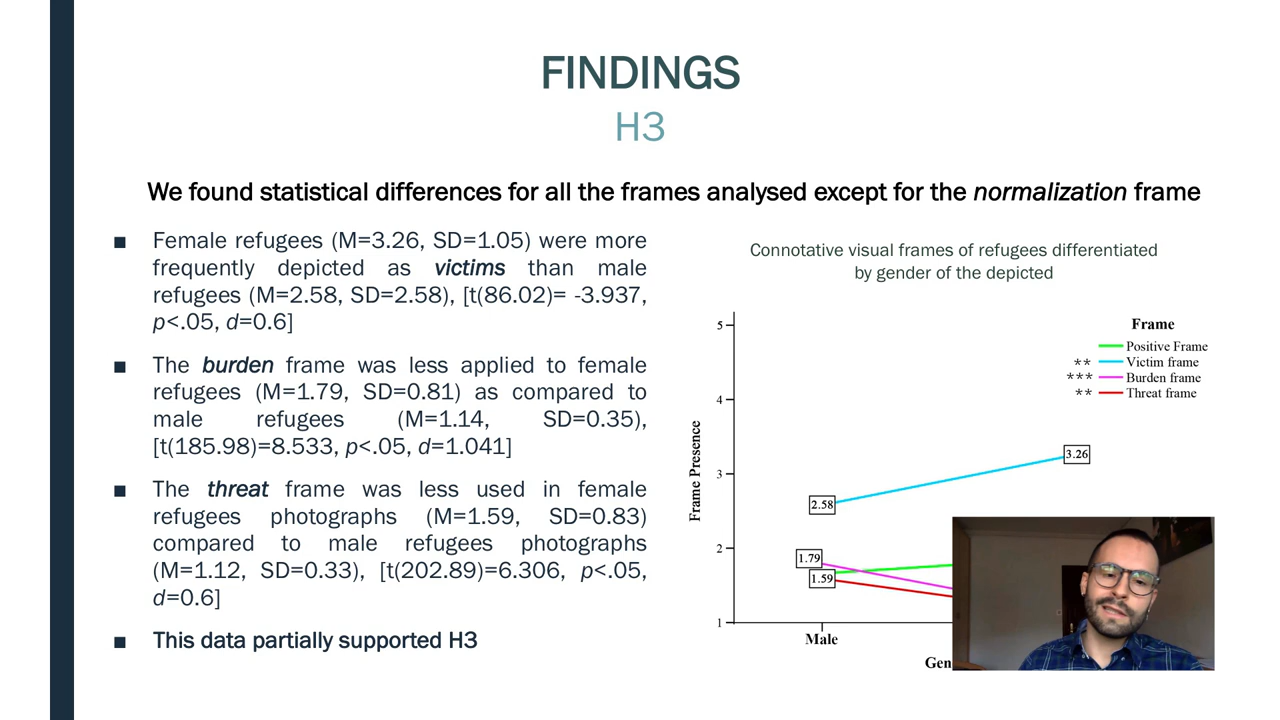 FINDINGS
H3
We found statistical differences for all the frames analysed except for the normalization frame
■ Female refugees (M=3.26, SD=1.05) were more
frequently depicted as victims than male
refugees (M=2.58, SD=2.58), [t(86.02)= -3.937,
p<.05, d=0.6]
■ The burden frame was less applied to female
refugees (M=1.79, SD=0.81) as compared to
male refugees (M=1.14, SD=0.35),
[t(185.98)=8.533, p<.05, d=1.041]
■ The threat frame was less used in female
refugees photographs (M=1.59, SD=0.83)
compared to male refugees photographs
(M=1.12, SD=0.33), [t(202.89)=6.306, p<.05,
d=0.6]
■ This data partially supported H3
Connotative visual frames of refugees differentiated
by gender of the depicted
Frame
Positive Frame
** Victim frame
*** Burden frame
** Threat frame
Frame Presence
5
4
3
2
1
3.26
2.58
1.79
1.59
Male
Gen